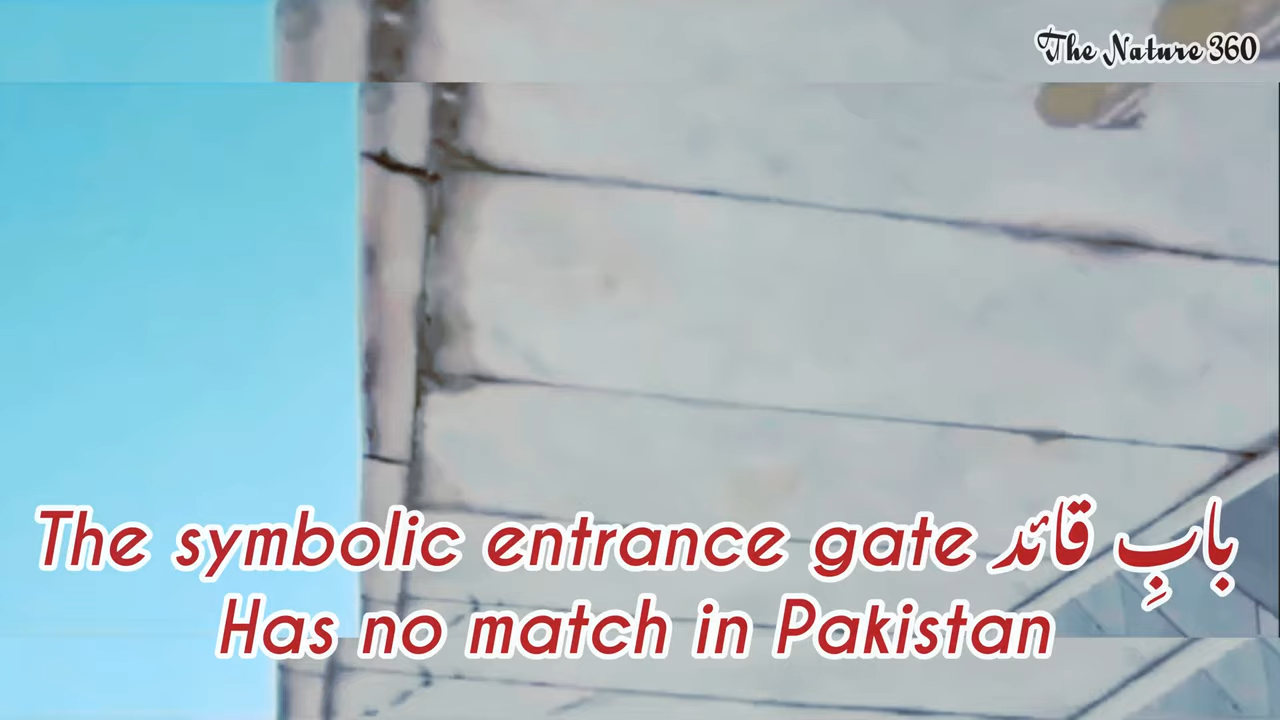 The Nature 360
The symbolic entrance gate بابِ قائد
Has no match in Pakistan